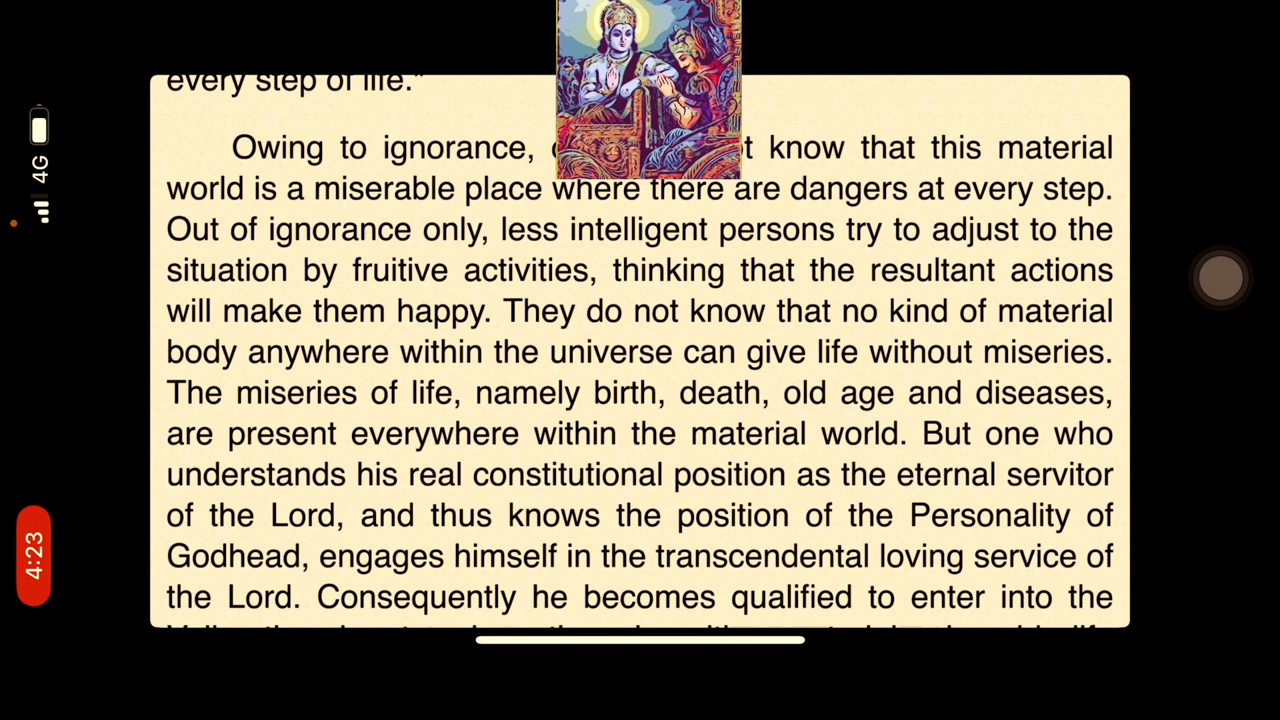 every step of life."
Owing to ignorance, know that this material
world is a miserable place where there are dangers at every step.
Out of ignorance only, less intelligent persons try to adjust to the
situation by fruitive activities, thinking that the resultant actions
will make them happy. They do not know that no kind of material
body anywhere within the universe can give life without miseries.
The miseries of life, namely birth, death, old age and diseases,
are present everywhere within the material world. But one who
understands his real constitutional position as the eternal servitor
of the Lord, and thus knows the position of the Personality of
Godhead, engages himself in the transcendental loving service of
the Lord. Consequently he becomes qualified to enter into the
4G
4:23